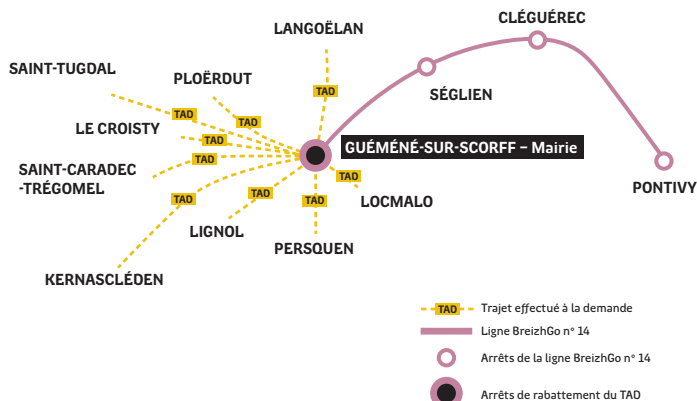 CLÉGUÉREC
LANGOËLAN
SAINT-TUGDAL
PLOËRDUT
TAD
SÉGLIEN
TAD
TAD
LE CROISTY
TAD
GUÉMÉNÉ-SUR-SCORFF – Mairie
TAD
SAINT-CARADEC
-TRÉGOMEL
TAD
PONTIVY
TAD
TAD
TAD
LOCMALO
LIGNOL
PERSQUEN
KERNASCLÉDEN
TAD Trajet effectué à la demande
Ligne BreizhGo n° 14
Arrêts de la ligne BreizhGo n° 14
Arrêts de rabattement du TAD